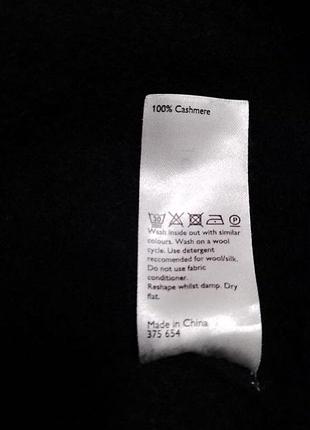 100% Cashmere
Wash inside out with similar
colours. Wash on a wool
cycle. Use detergent
reccomended for wool/silk.
Do not use fabric
conditioner.
Reshape whilst damp. Dry
flat.
Made in China
375 654